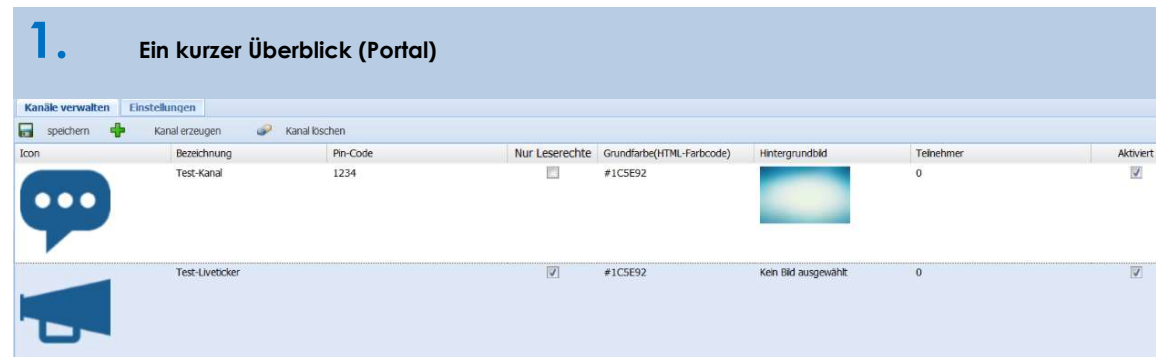 1. Ein kurzer Überblick (Portal)
Kanäle verwalten Einstellungen
speichern Kanal erzeugen Kanal löschen
Icon Bezeichnung Pin-Code Nur Leserechte Grundfarbe(HTML-Farbcode) Hintergrundbild Teilnehmer Aktiviert
Test-Kanal 1234 #1C5E92 0
Test-Liveticker #1C5E92 Kein Bild ausgewählt 0